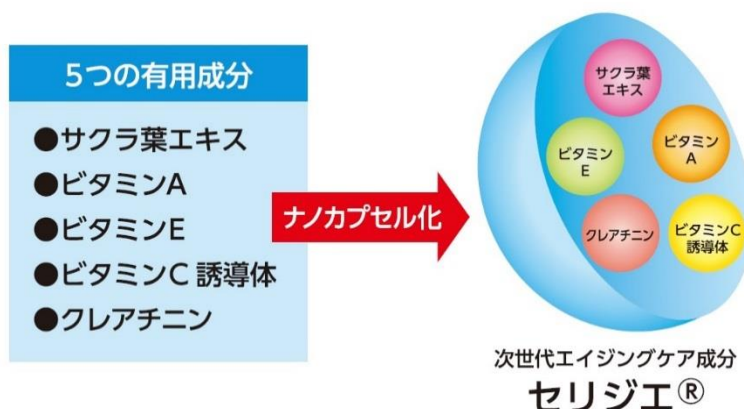 5つの有用成分
●サクラ葉エキス
●ビタミンA
●ビタミンE
●ビタミンC 誘導体
●クレアチニン
ナノカプセル化
サクラ葉
エキス
ビタミン
E
ビタミン
A
クレアチニン
ビタミンC
誘導体
次世代エイジングケア成分
セリジエ®